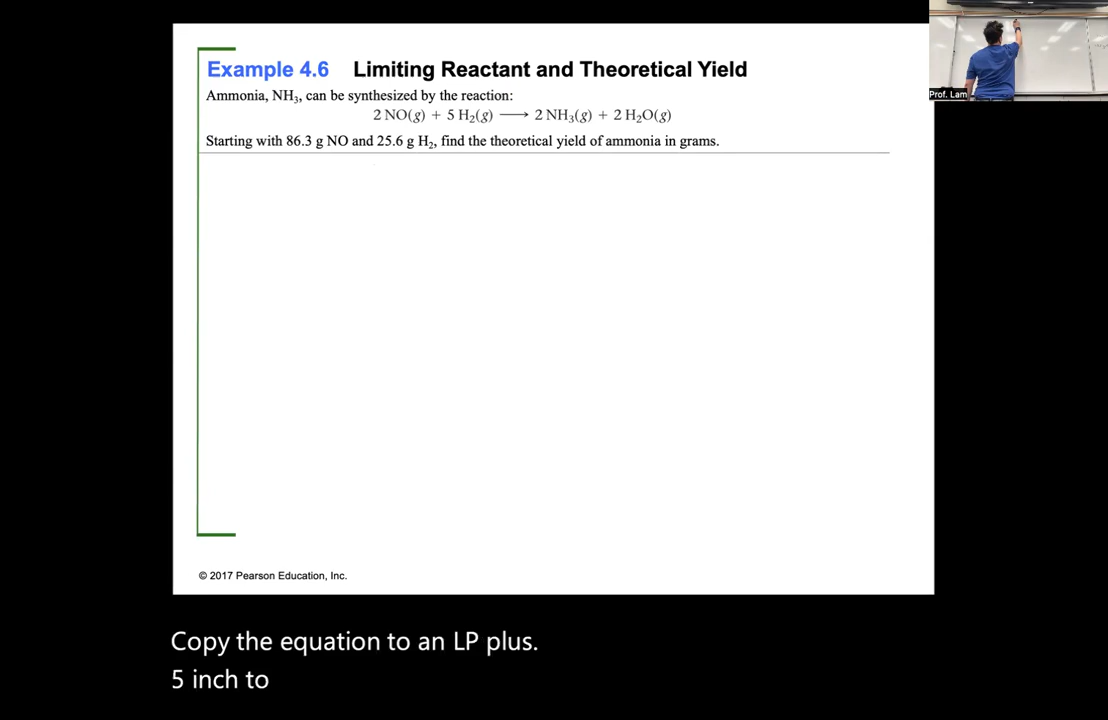 Example 4.6 Limiting Reactant and Theoretical Yield
Ammonia, NH₃, can be synthesized by the reaction:
2 NO(g) + 5 H₂(g) ⟶ 2 NH₃(g) + 2 H₂O(g)
Starting with 86.3 g NO and 25.6 g H₂, find the theoretical yield of ammonia in grams.
© 2017 Pearson Education, Inc.
Prof. Lam
Copy the equation to an LP plus.
5 inch to